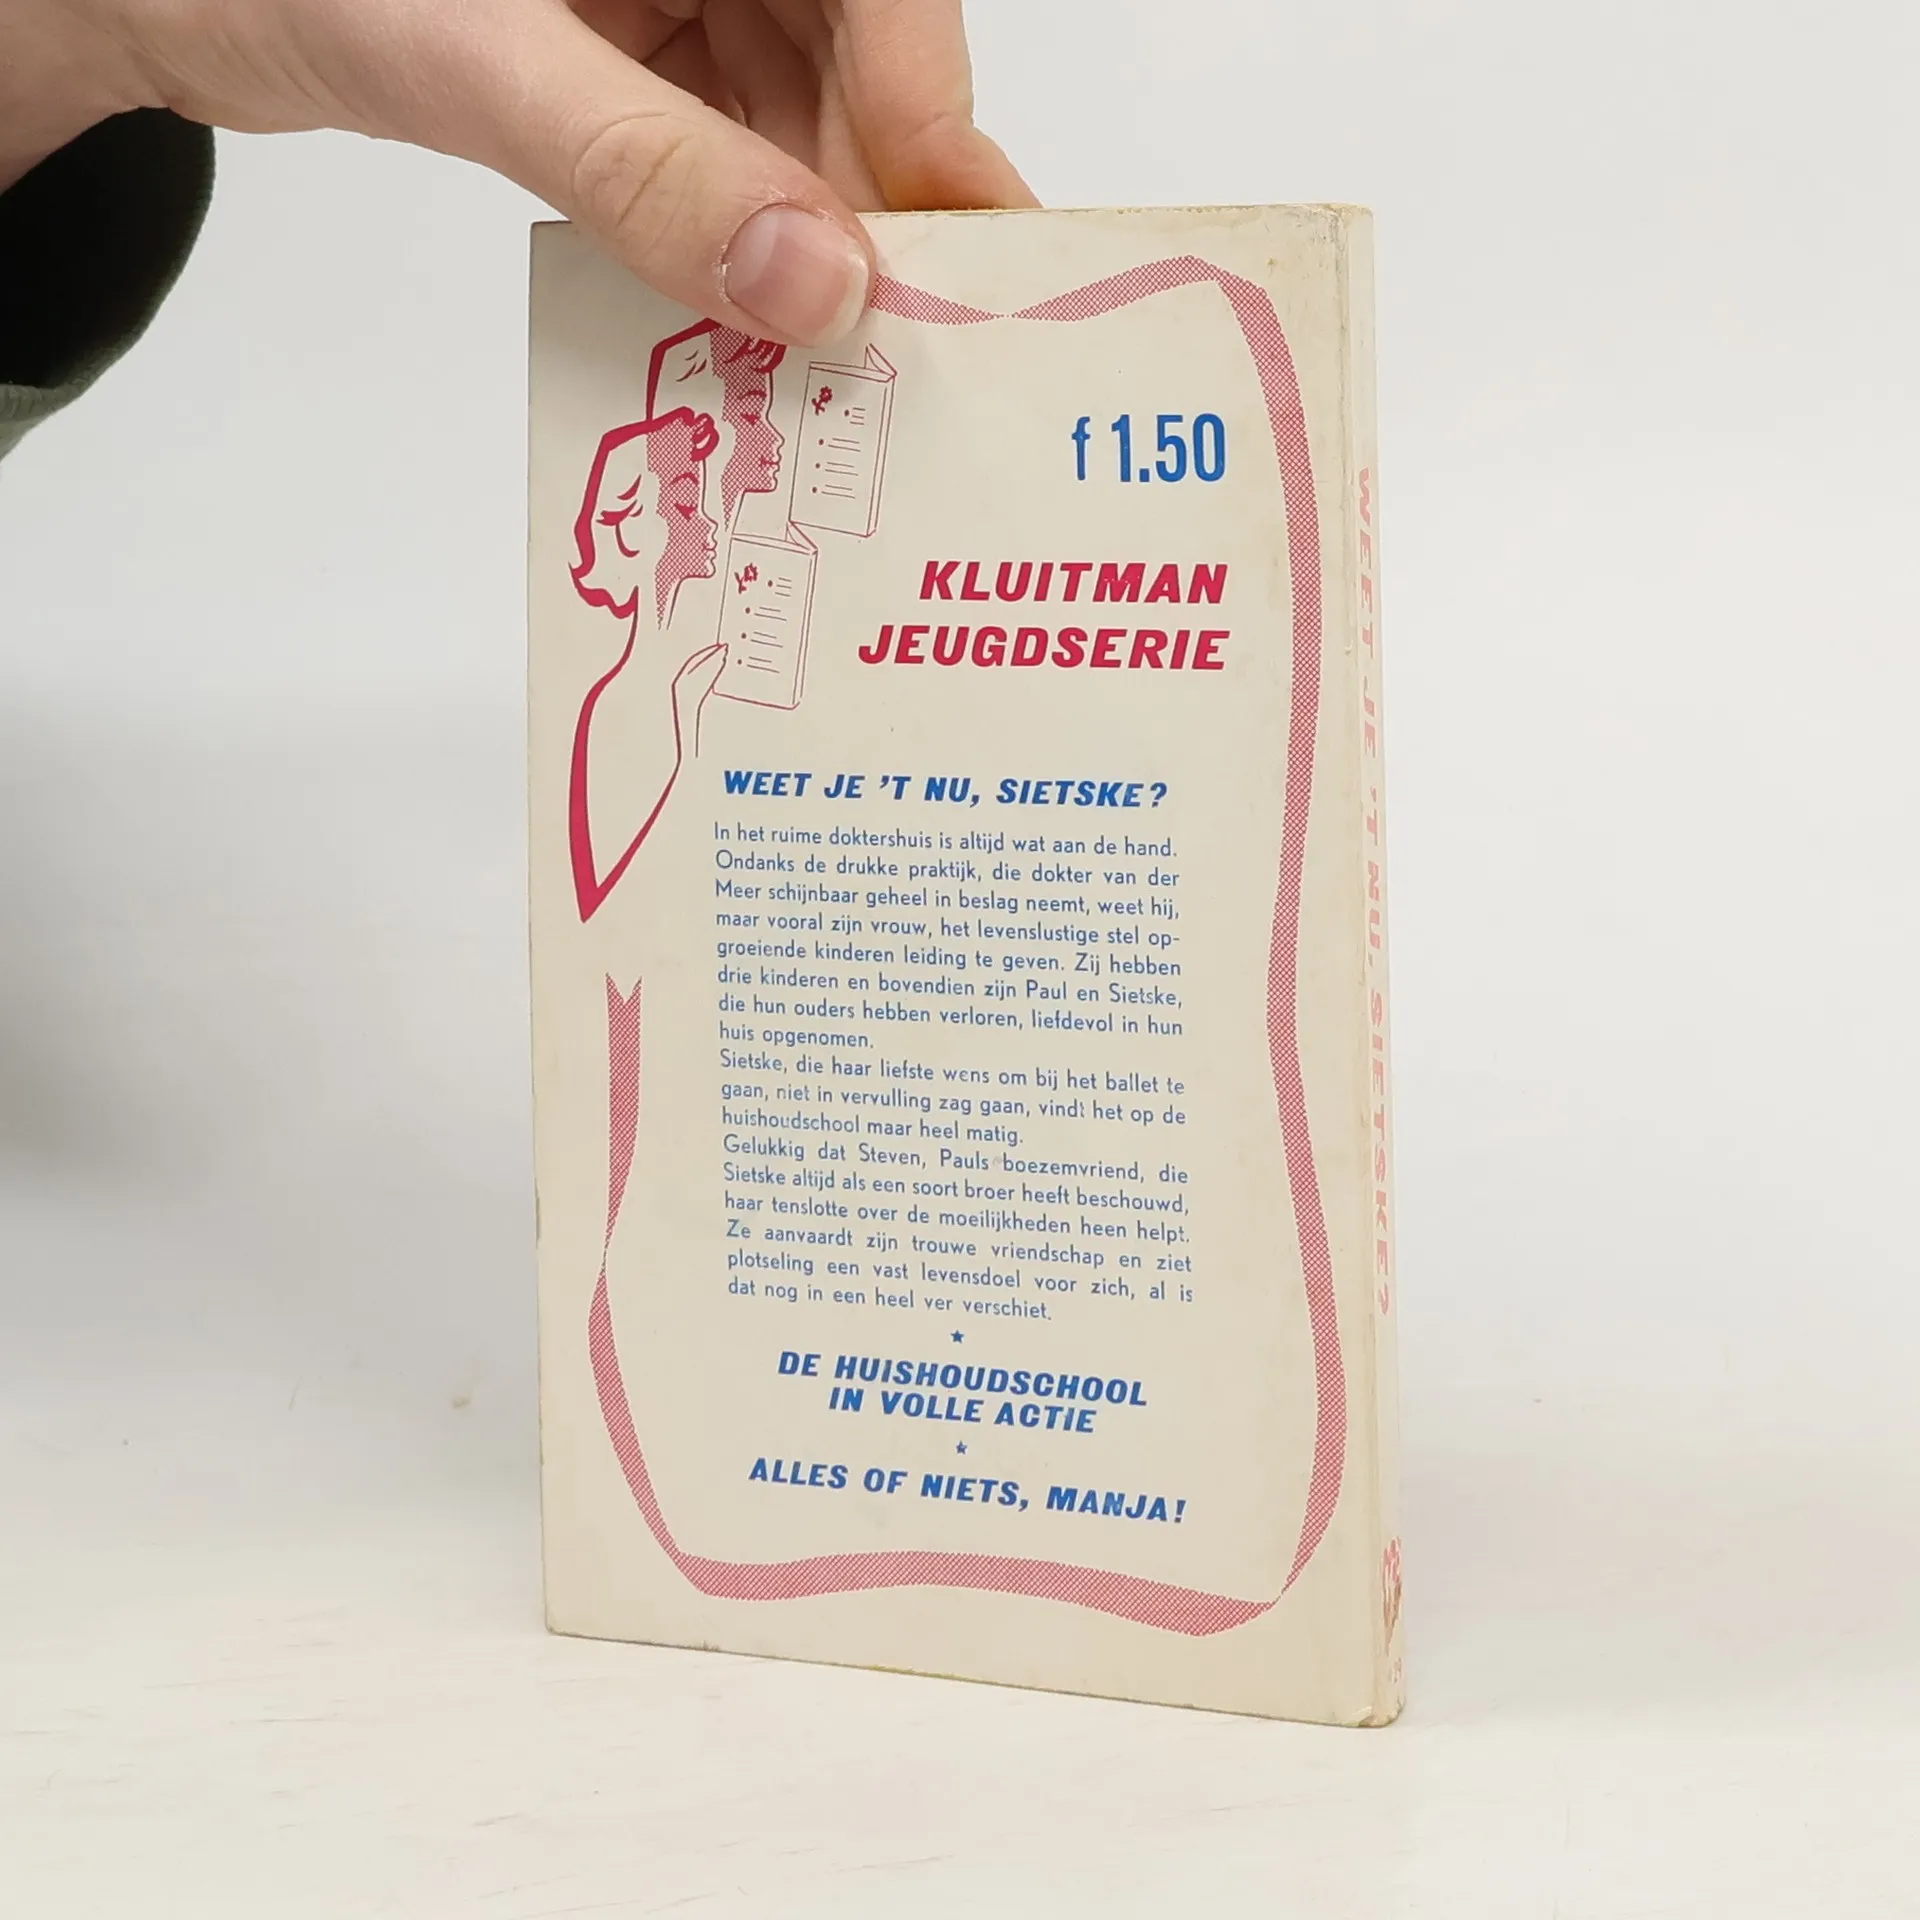 f 1.50
KLUITMAN
JEUGDSERIE
WEET JE 'T NU, SIETSKE?
In het ruime doktershuis is altijd wat aan de hand.
Ondanks de drukke praktijk, die dokter van der
Meer schijnbaar geheel in beslag neemt, weet hij,
maar vooral zijn vrouw, het levenslustige stel op-
groeiende kinderen leiding te geven. Zij hebben
drie kinderen en bovendien zijn Paul en Sietske,
die hun ouders hebben verloren, liefdevol in hun
huis opgenomen.
Sietske, die haar liefste wens om bij het ballet te
gaan, niet in vervulling zag gaan, vindt het op de
huishoudschool maar heel matig.
Gelukkig dat Steven, Pauls boezemvriend, die
Sietske altijd als een soort broer heeft beschouwd,
haar tenslotte over de moeilijkheden heen helpt.
Ze aanvaardt zijn trouwe vriendschap en ziet
plotseling een vast levensdoel voor zich, al is
dat nog in een heel ver verschiet.
DE HUISHOUDSCHOOL
IN VOLLE ACTIE
ALLES OF NIETS, MANJA!
WEET JE 'T NU, SIETSKE?